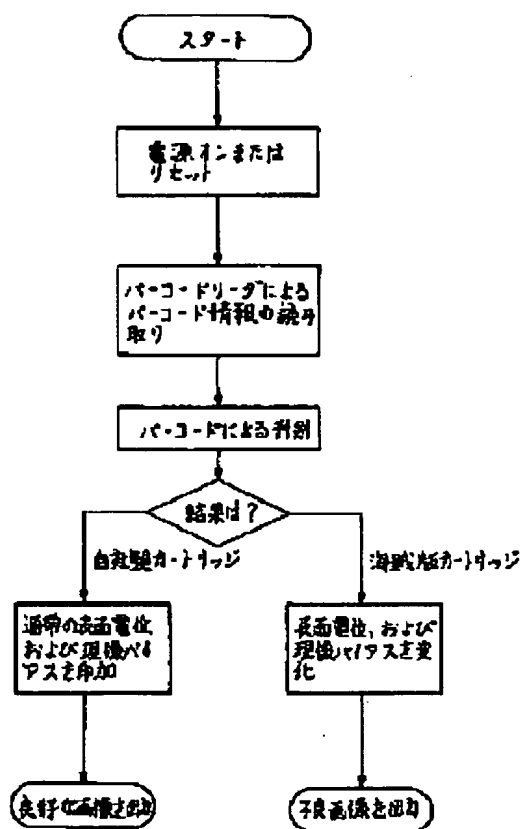 スタート
電源オンまたは
リセット
バーコードリーダによる
バーコード情報の読み
取り
バーコードによる判別
結果は?
自社製カートリッジ
海賊版カートリッジ
通常の表面電位、
および現像バイ
アスを印加
表面電位、および
現像バイアスを変
化
良好な画像を出力
不良画像を出力